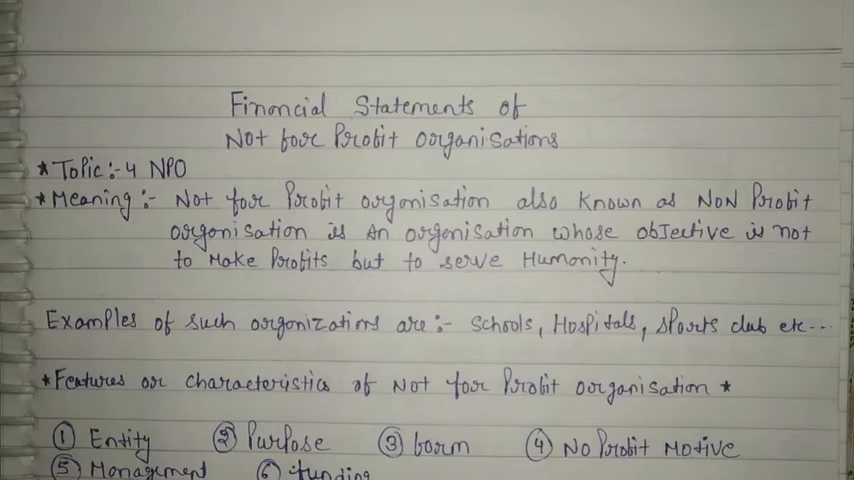 Financial Statements of
Not for Profit Organisations
* Topic :- 4 NPO
* Meaning :- Not for Profit organisation also known as NON Profit
organisation is An organisation whose objective is not
to Make Profits but to serve Humanity.
Examples of such organizations are :- Schools, Hospitals, sports club etc...
* Features or characteristics of Not for Profit organisation *
① Entity ② Purpose ③ form ④ No Profit Motive
⑤ Management ⑥ funding